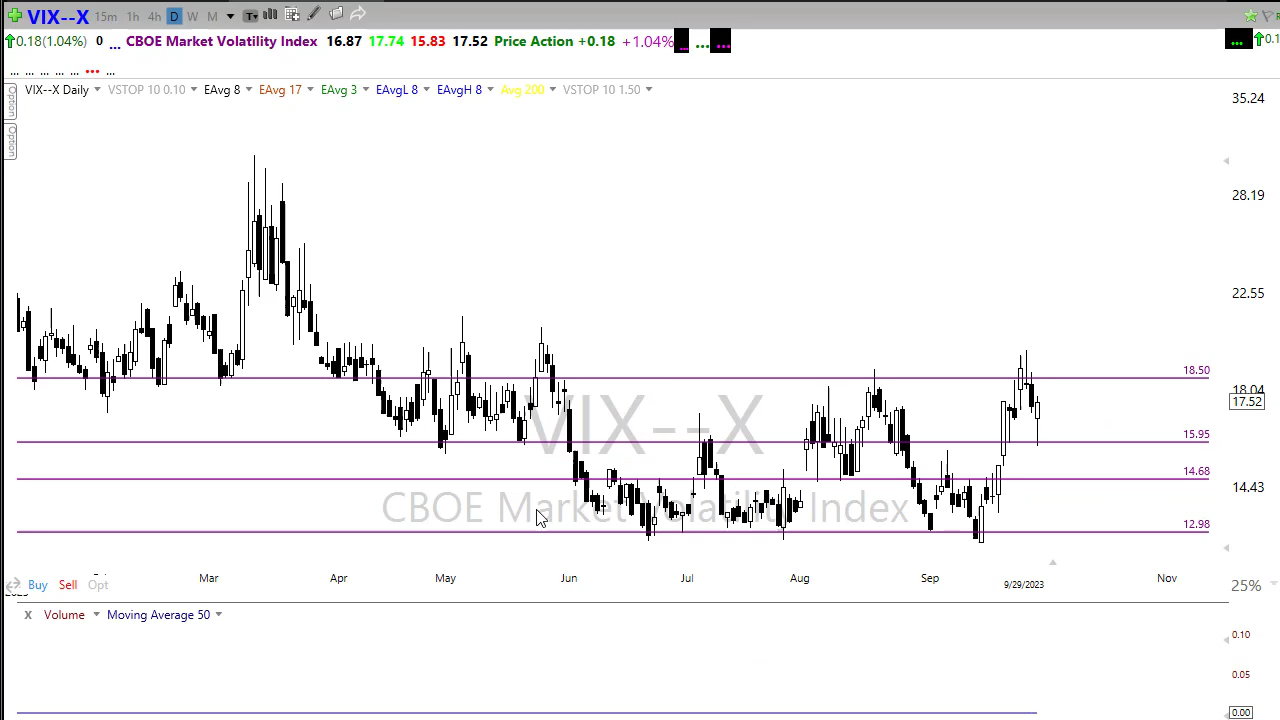 VIX--X 15m 1h 4h D W M T
0.18(1.04%) 0 ... CBOE Market Volatility Index 16.87 17.74 15.83 17.52 Price Action +0.18 +1.04% ... ... ... ... 0.1
... ... ... ... ... ... ...
VIX--X Daily VSTOP 10 0.10 EAvg 8 EAvg 17 EAvg 3 EAvgL 8 EAvgH 8 Avg 200 VSTOP 10 1.50
Option
Option
35.24
28.19
22.55
18.50
18.04
17.52
VIX--X
15.95
14.68
14.43
CBOE Market Volatility Index
12.98
Mar Apr May Jun Jul Aug Sep 9/29/2023 Nov
Buy Sell Opt 25%
X Volume Moving Average 50
0.10
0.05
0.00